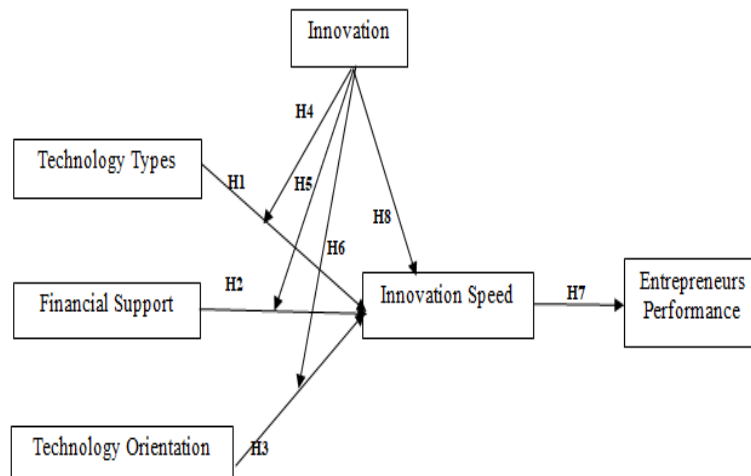 Innovation
H4
Technology Types
H1
H5
H6
H8
Financial Support
H2
Innovation Speed
H7
Entrepreneurs
Performance
Technology Orientation
H3